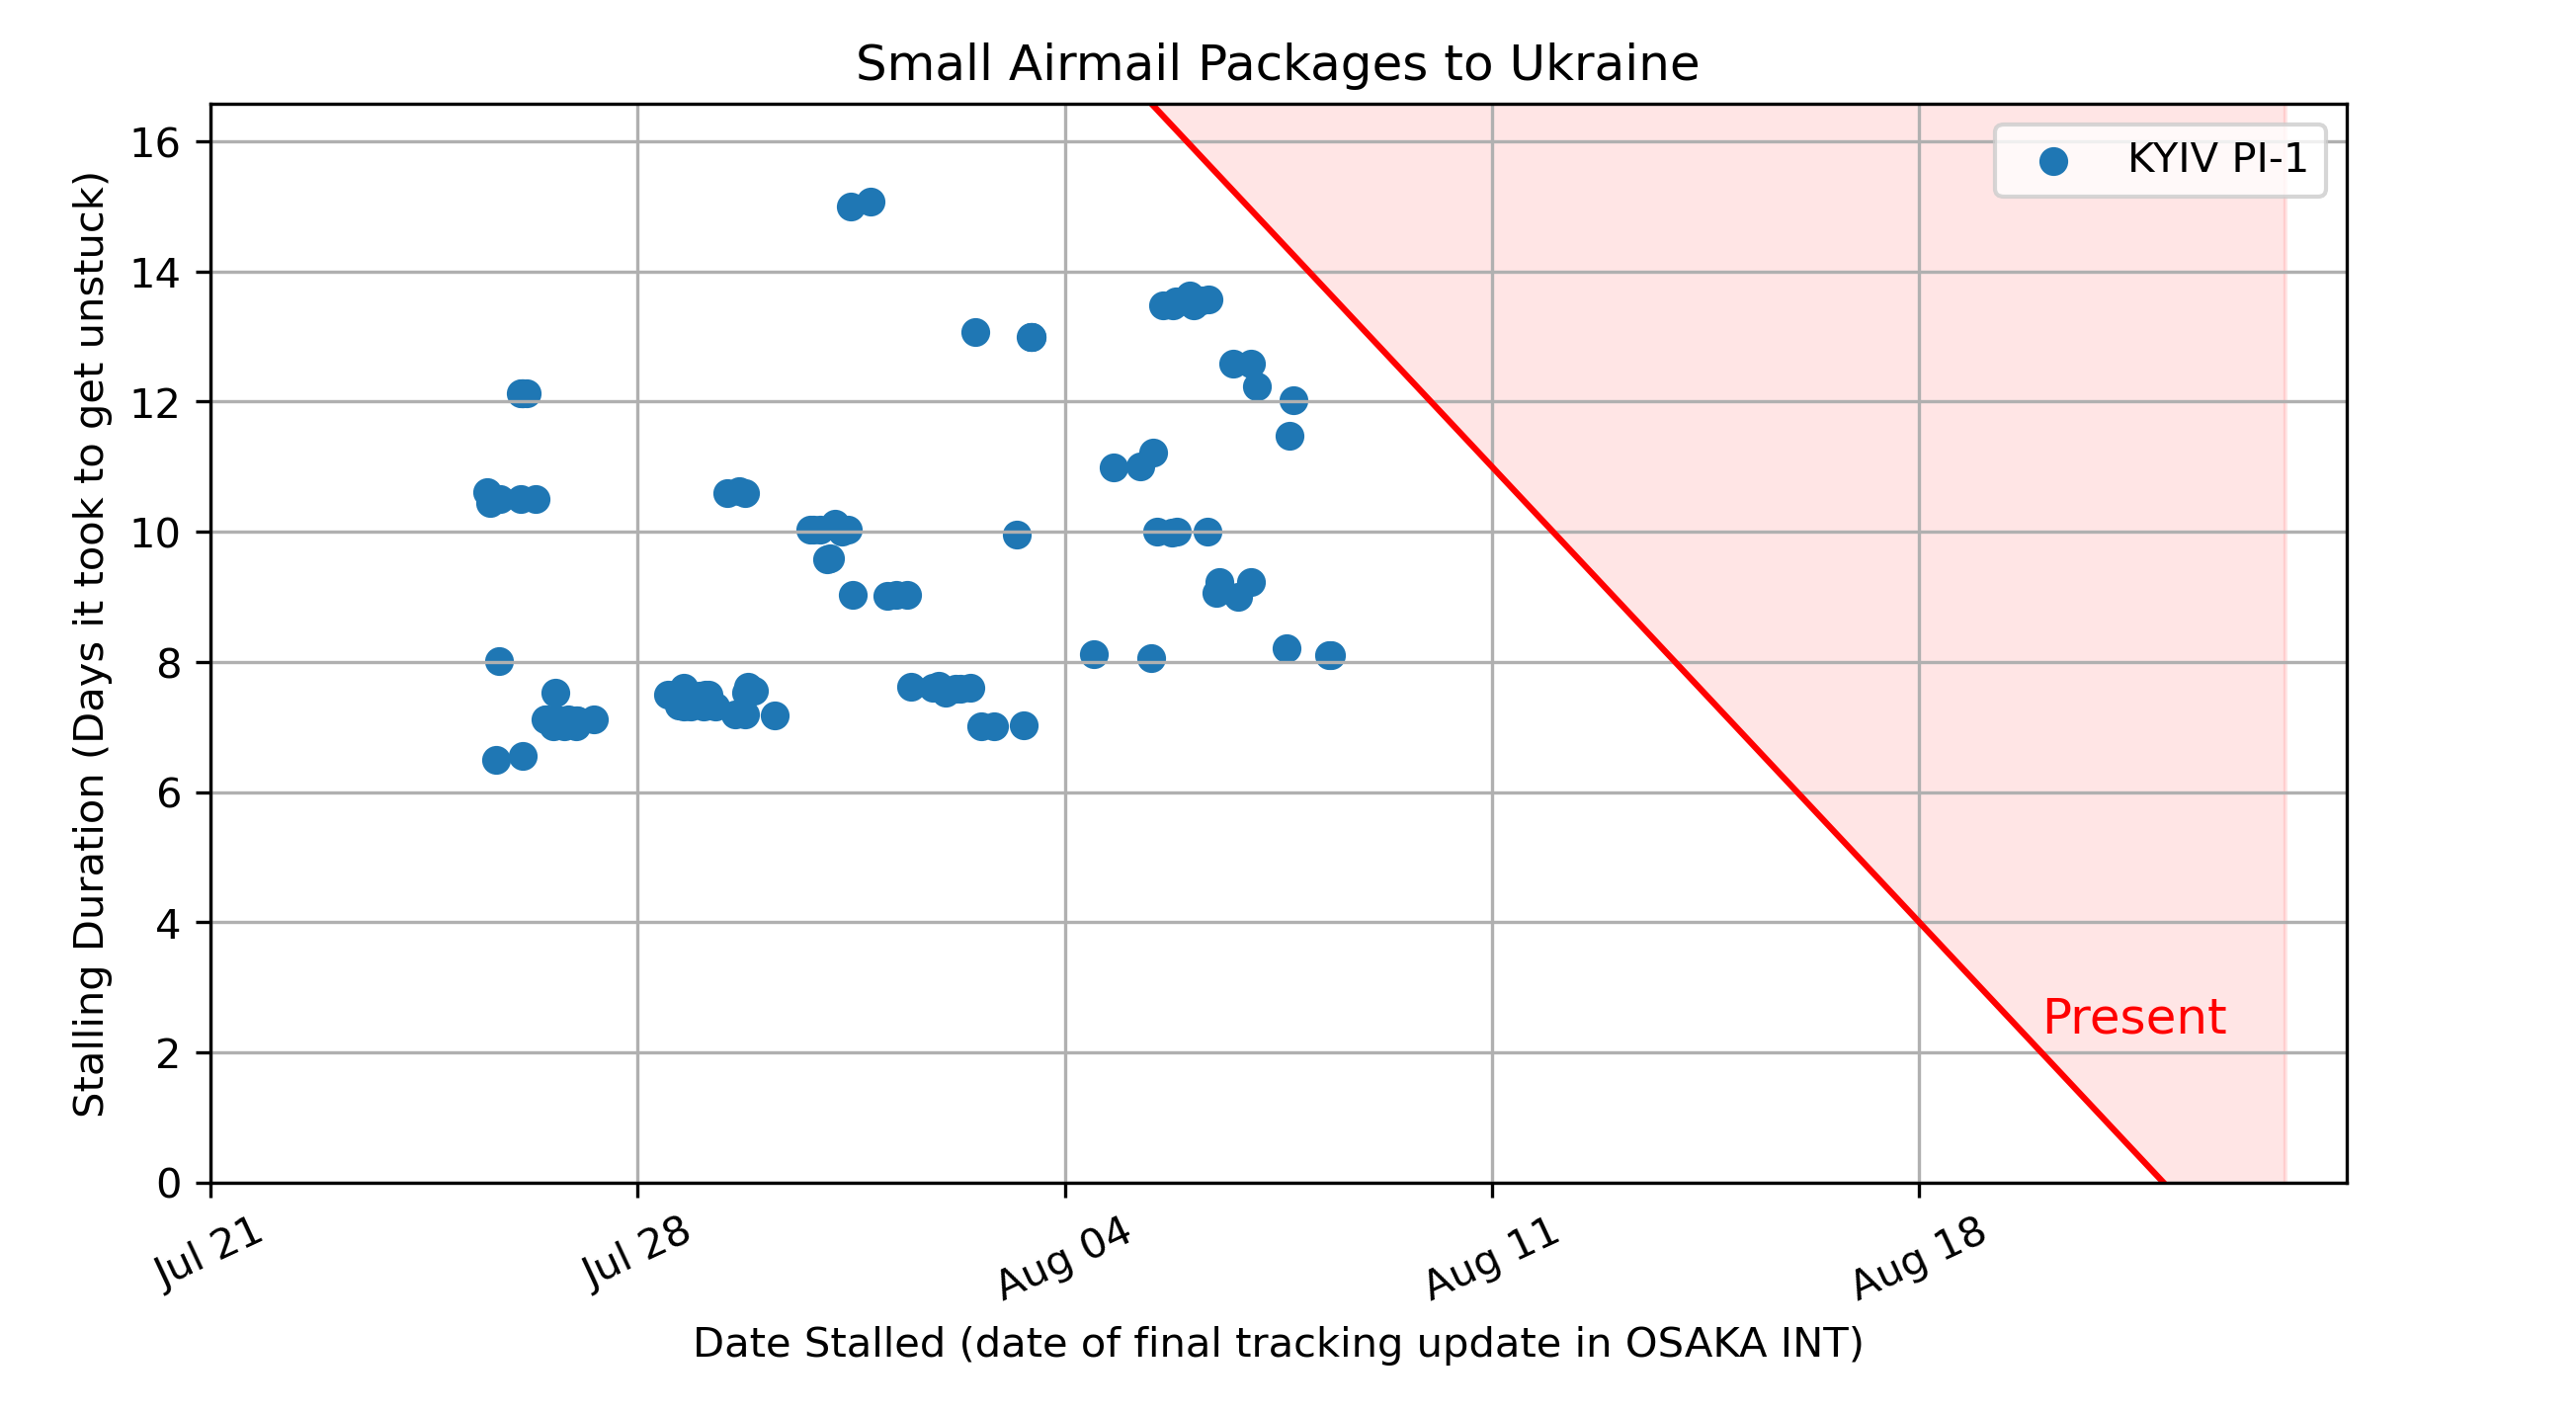 Small Airmail Packages to Ukraine
KYIV PI-1
Stalling Duration (Days it took to get unstuck)
16
14
12
10
8
6
4
2
0
Present
Jul 21
Jul 28
Aug 04
Aug 11
Aug 18
Date Stalled (date of final tracking update in OSAKA INT)